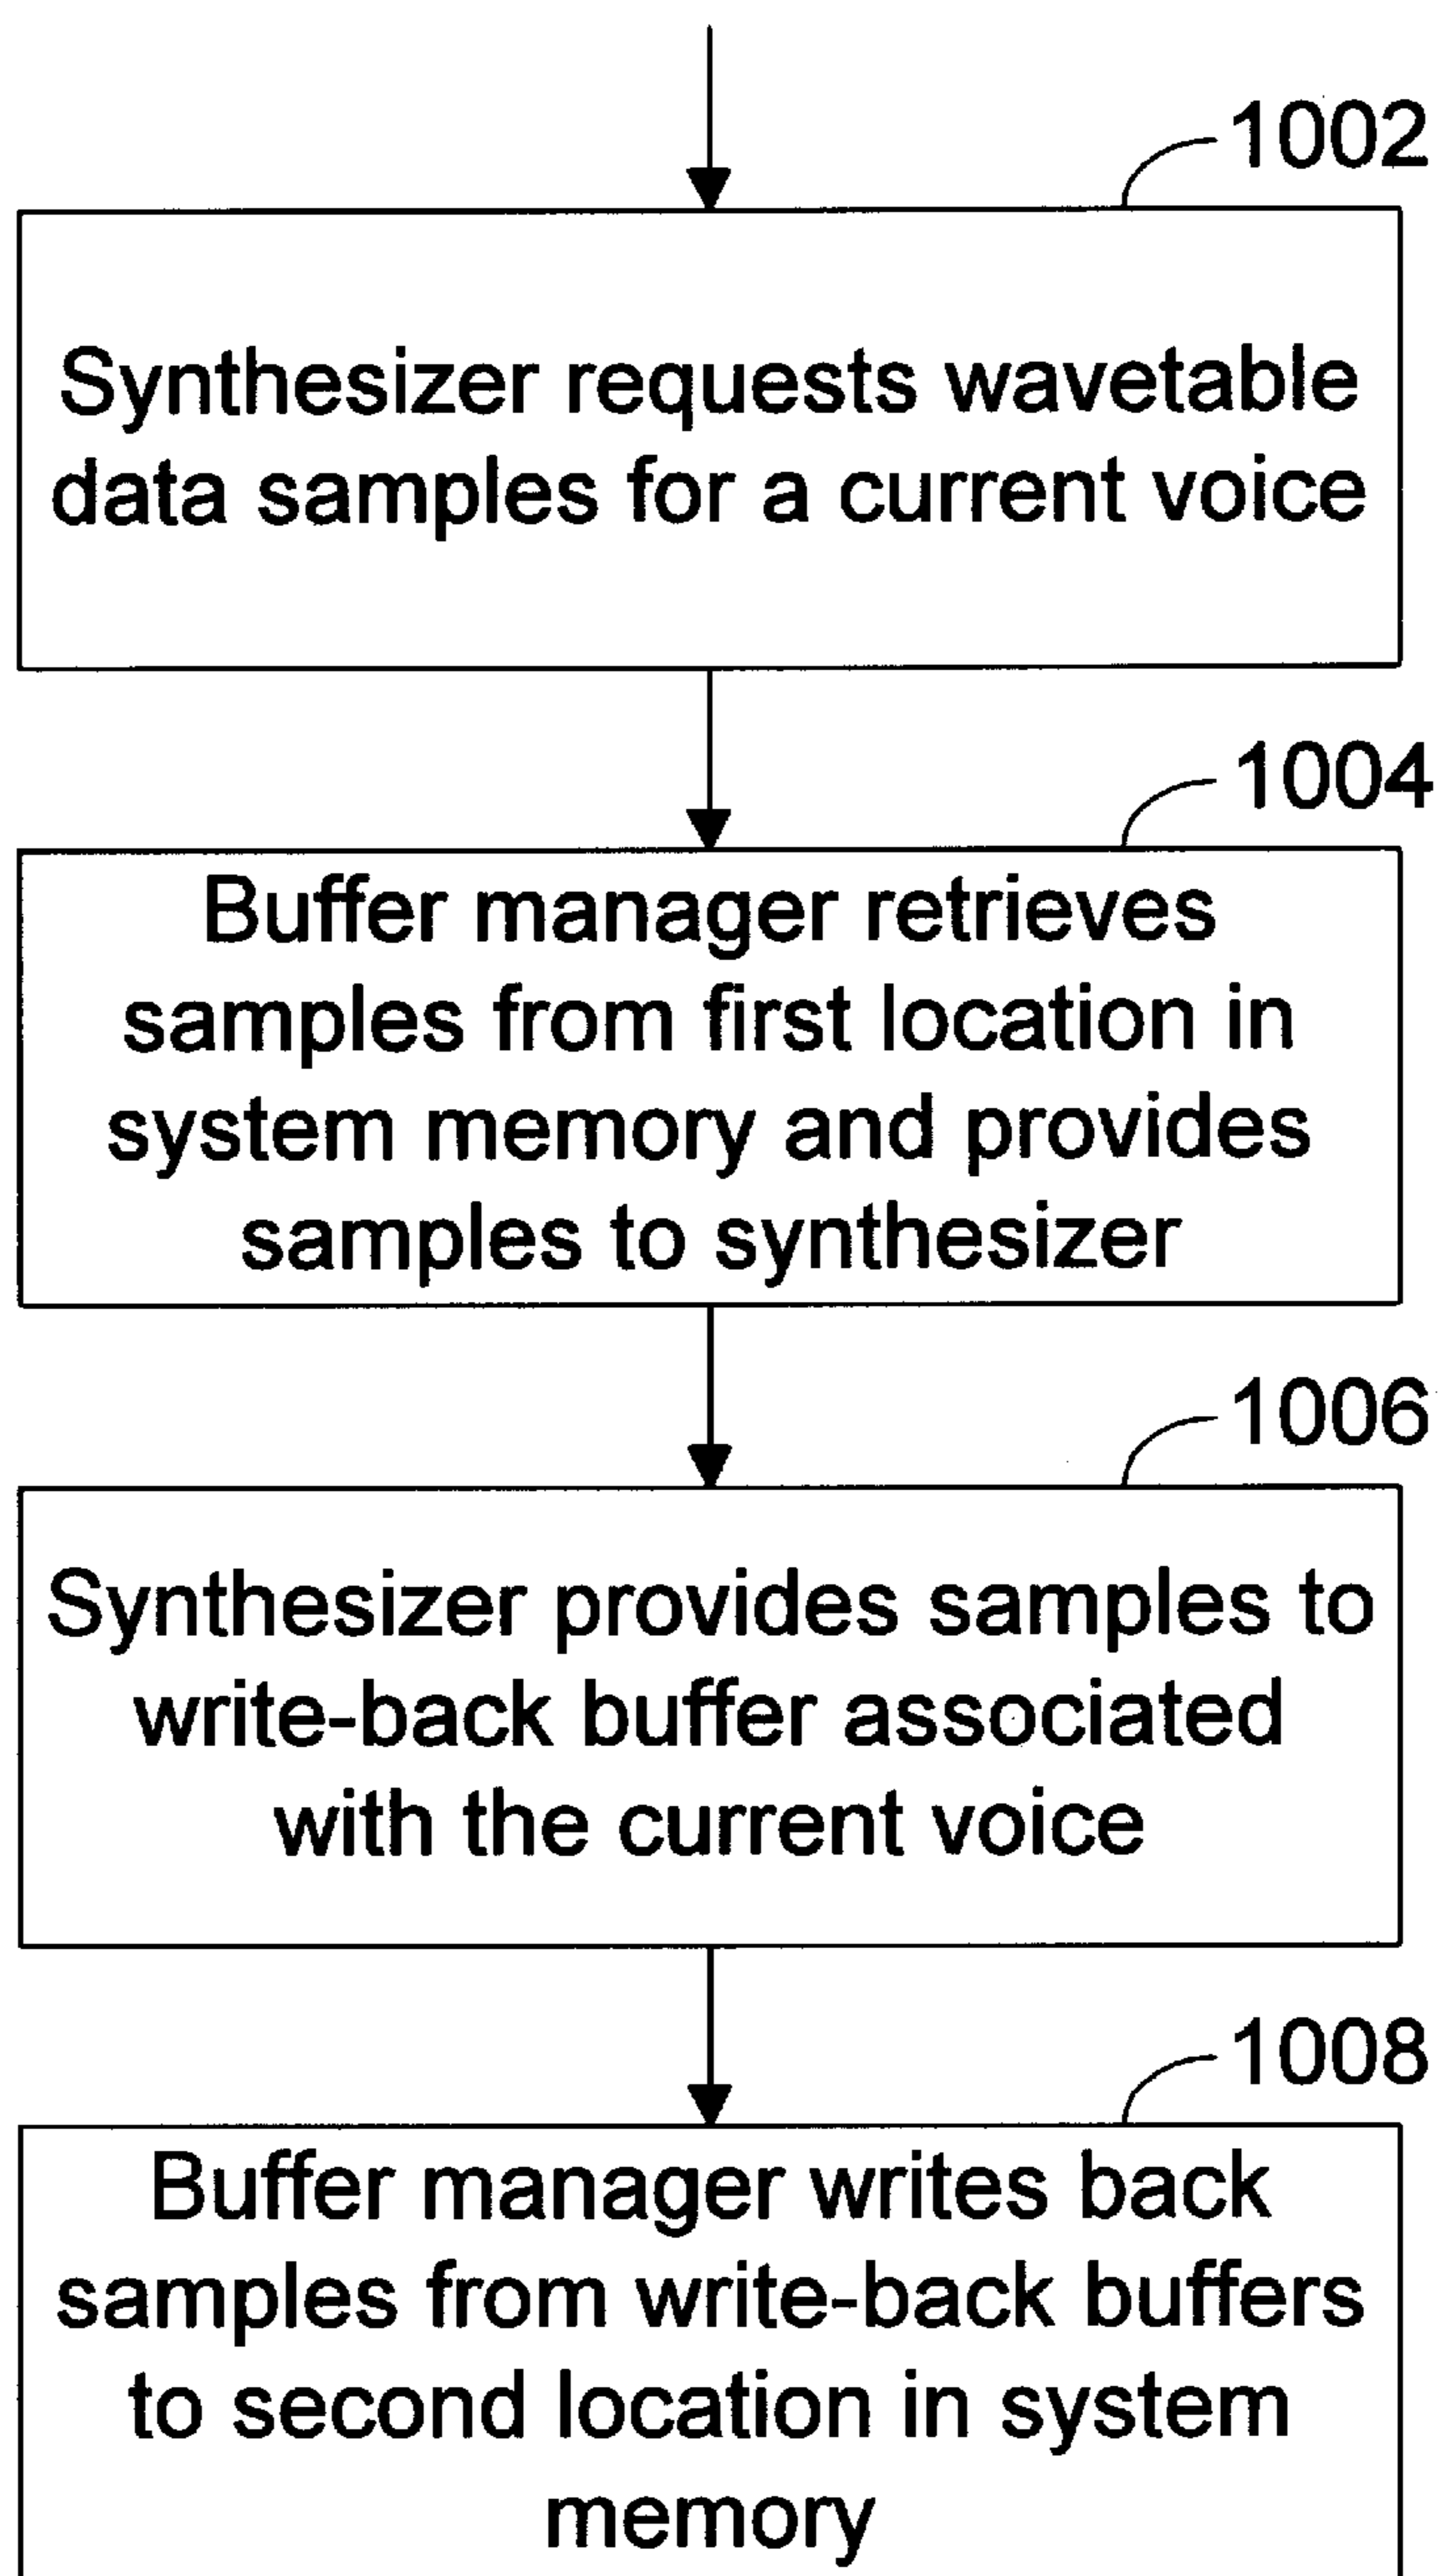 1002
Synthesizer requests wavetable
data samples for a current voice
1004
Buffer manager retrieves
samples from first location in
system memory and provides
samples to synthesizer
1006
Synthesizer provides samples to
write-back buffer associated
with the current voice
1008
Buffer manager writes back
samples from write-back buffers
to second location in system
memory